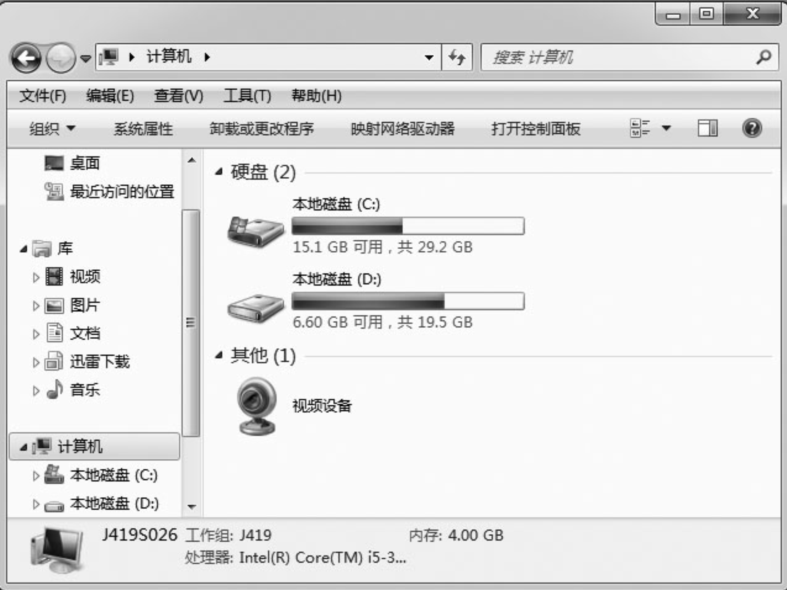 计算机
搜索 计算机
文件(F) 编辑(E) 查看(V) 工具(T) 帮助(H)
组织 系统属性 卸载或更改程序 映射网络驱动器 打开控制面板
桌面
最近访问的位置
库
视频
图片
文档
迅雷下载
音乐
计算机
本地磁盘 (C:)
本地磁盘 (D:)
硬盘 (2)
本地磁盘 (C:)
15.1 GB 可用，共 29.2 GB
本地磁盘 (D:)
6.60 GB 可用，共 19.5 GB
其他 (1)
视频设备
J419S026 工作组: J419 内存: 4.00 GB
处理器: Intel(R) Core(TM) i5-3...